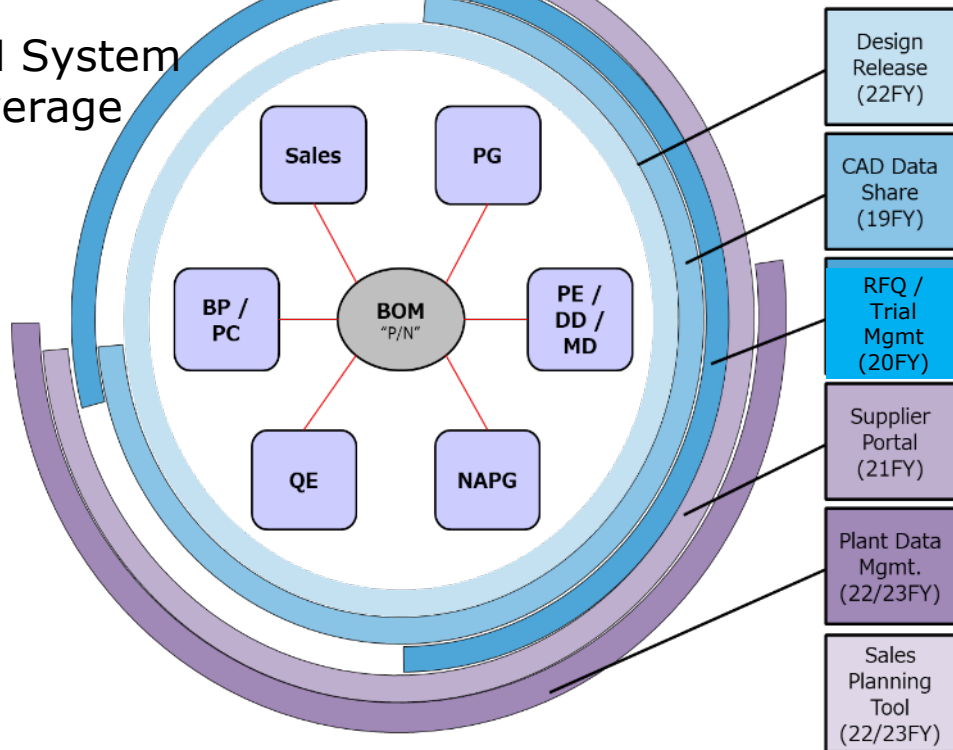 System
Sales
PG
BP /
PC
BOM
“P/N”
PE /
DD /
MD
QE
NAPG
Design
Release
(22FY)
CAD Data
Share
(19FY)
RFQ /
Trial
Mgmt
(20FY)
Supplier
Portal
(21FY)
Plant Data
Mgmt.
(22/23FY)
Sales
Planning
Tool
(22/23FY)